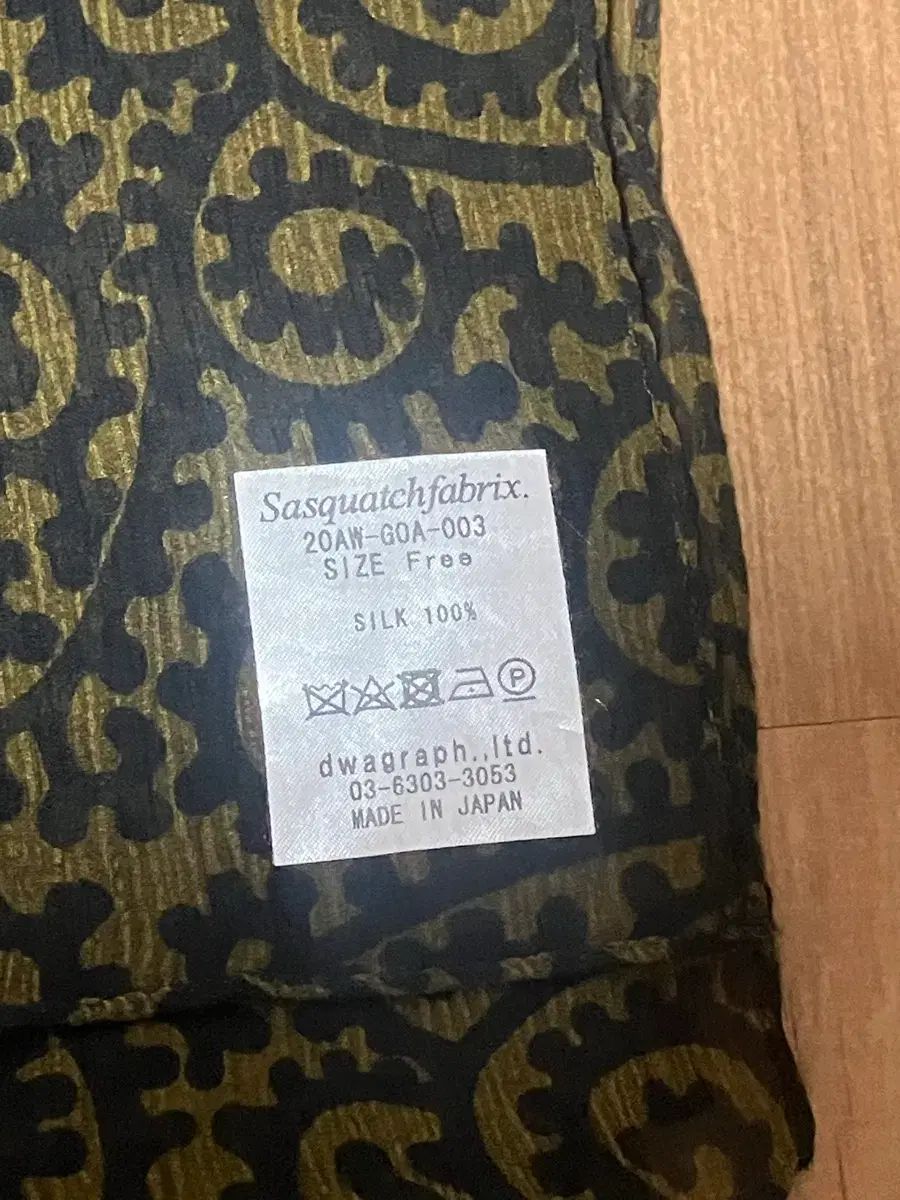 Sasquatchfabrix.
20AW-GOA-003
SIZE Free
SILK 100%
P
dwagraph.,ltd.
03-6303-3053
MADE IN JAPAN